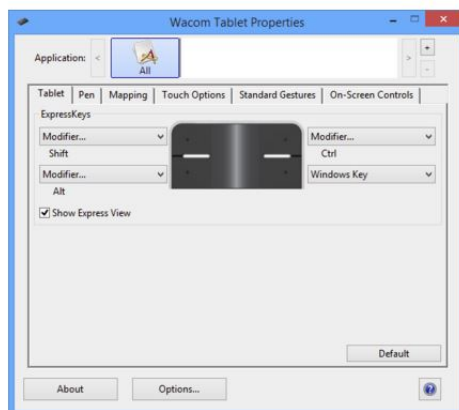 Wacom Tablet Properties
Application:
All
Tablet Pen Mapping Touch Options Standard Gestures On-Screen Controls
ExpressKeys
Modifier... Modifier...
Shift Ctrl
Modifier... Windows Key
Alt
Show Express View
Default
About Options...